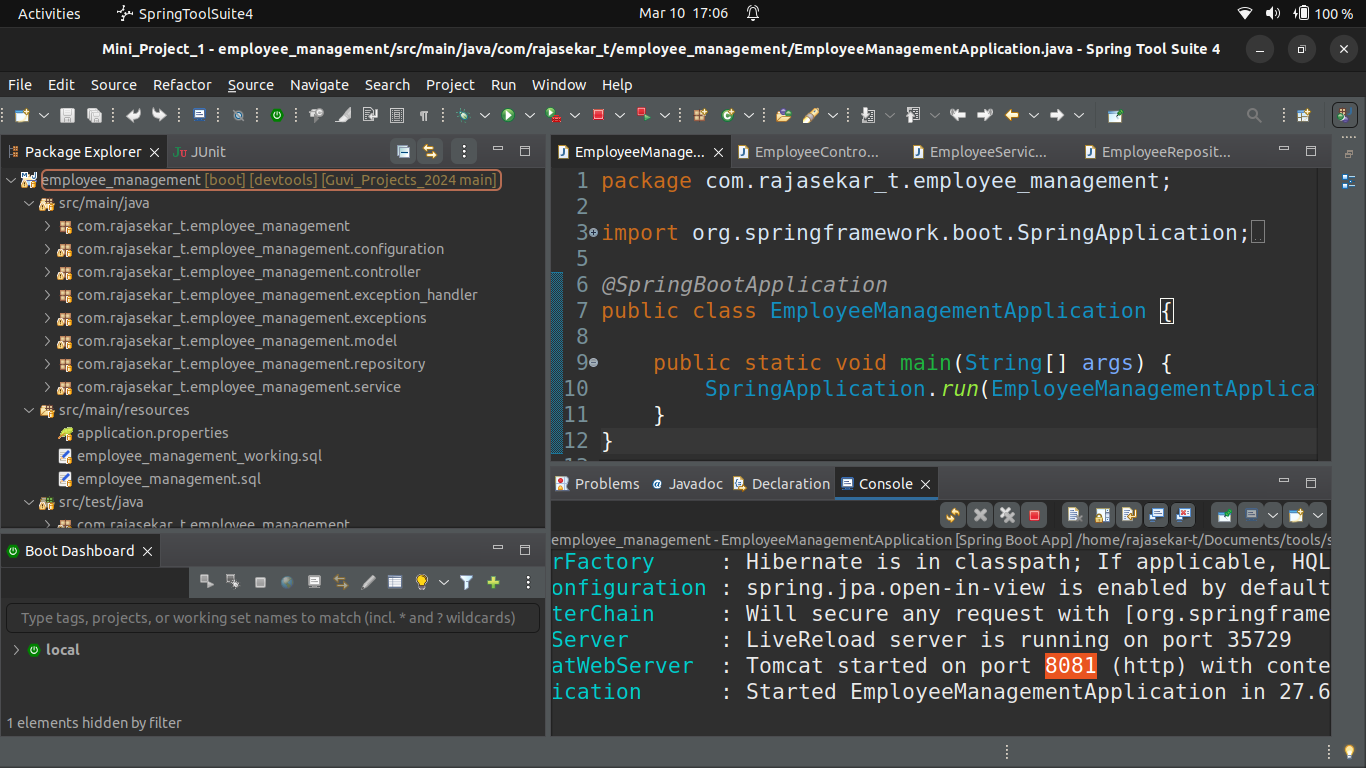 Activities SpringToolSuite4 Mar 10 17:06 100 %
Mini_Project_1 - employee_management/src/main/java/com/rajasekar_t/employee_management/EmployeeManagementApplication.java - Spring Tool Suite 4
File Edit Source Refactor Source Navigate Search Project Run Window Help
Package Explorer JUnit
employee_management [boot] [devtools] [Guvi_Projects_2024 main]
src/main/java
com.rajasekar_t.employee_management
com.rajasekar_t.employee_management.configuration
com.rajasekar_t.employee_management.controller
com.rajasekar_t.employee_management.exception_handler
com.rajasekar_t.employee_management.exceptions
com.rajasekar_t.employee_management.model
com.rajasekar_t.employee_management.repository
com.rajasekar_t.employee_management.service
src/main/resources
application.properties
employee_management_working.sql
employee_management.sql
src/test/java
com.rajasekar_t.employee_management
Boot Dashboard
Type tags, projects, or working set names to match (incl. * and ? wildcards)
local
1 elements hidden by filter
EmployeeManage... EmployeeContro... EmployeeServic... EmployeeReposit...
1 package com.rajasekar_t.employee_management;
2
3 import org.springframework.boot.SpringApplication;
5
6 @SpringBootApplication
7 public class EmployeeManagementApplication {
8
9 public static void main(String[] args) {
10 SpringApplication.run(EmployeeManagementApplica
11 }
12 }
Problems Javadoc Declaration Console
employee_management - EmployeeManagementApplication [Spring Boot App] /home/rajasekar-t/Documents/tools/s
rFactory : Hibernate is in classpath; If applicable, HQL
onfiguration : spring.jpa.open-in-view is enabled by default
terChain : Will secure any request with [org.springframe
Server : LiveReload server is running on port 35729
atWebServer : Tomcat started on port 8081 (http) with conte
ication : Started EmployeeManagementApplication in 27.6